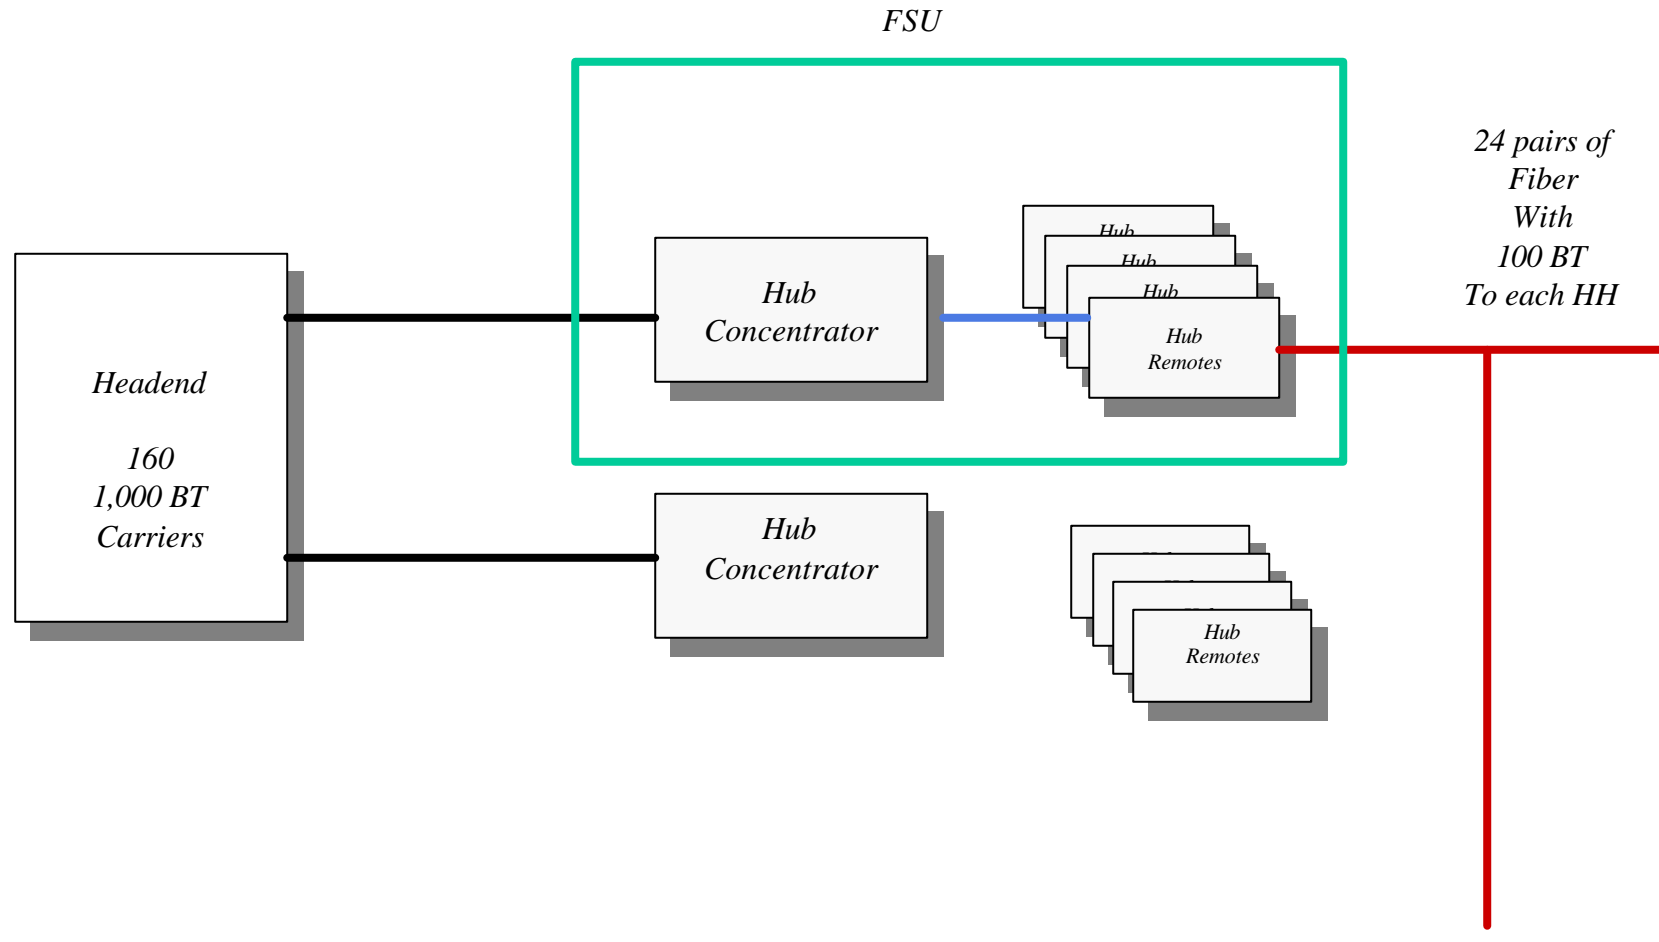 FSU
24 pairs of
Fiber
With
100 BT
To each HH
Headend
160
1,000 BT
Carriers
Hub
Concentrator
Hub
Hub
Hub
Hub
Remotes
Hub
Concentrator
Hub
Remotes